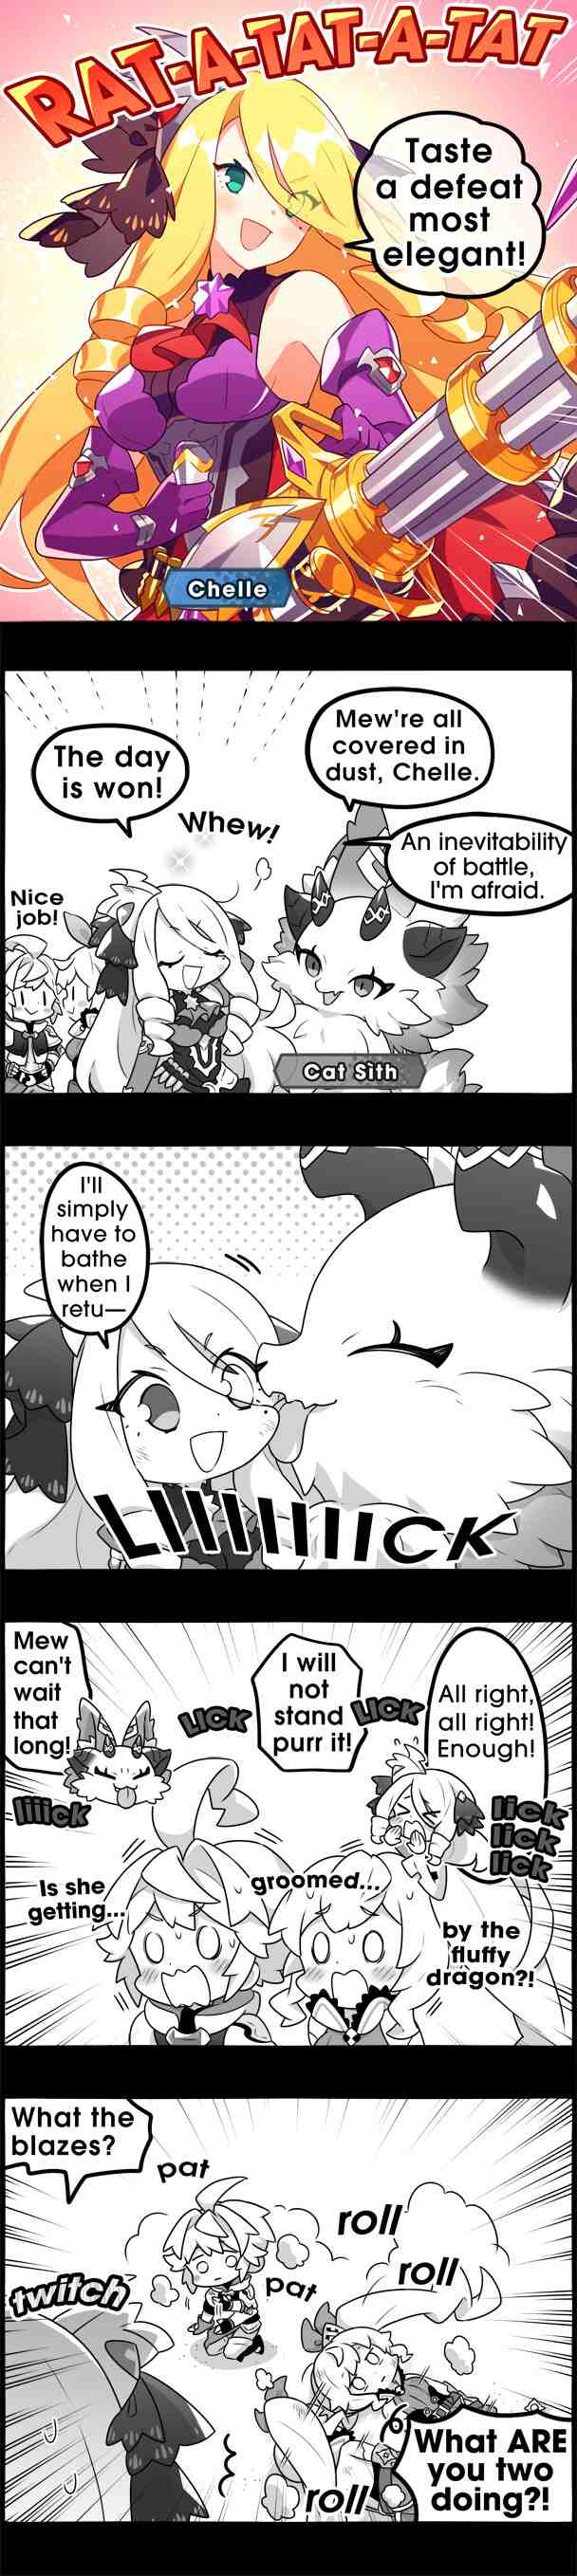 RAT-A-TAT-A-TAT
Taste
a defeat
most
elegant!
Chelle
The day
is won!
Mew're all
covered in
dust, Chelle.
Whew!
An inevitability
of battle,
I'm afraid.
Nice
job!
Cat Sìth
I'll
simply
have to
bathe
when I
retu—
LIIIIIIIICK
Mew
can't
wait
that
long!
I will
not
stand
purr it!
All right,
all right!
Enough!
LICK
LICK
liiick
lick
lick
lick
Is she
getting...
groomed...
by the
fluffy
dragon?!
What the
blazes?
pat
roll
roll
pat
twitch
What ARE
you two
doing?!
roll